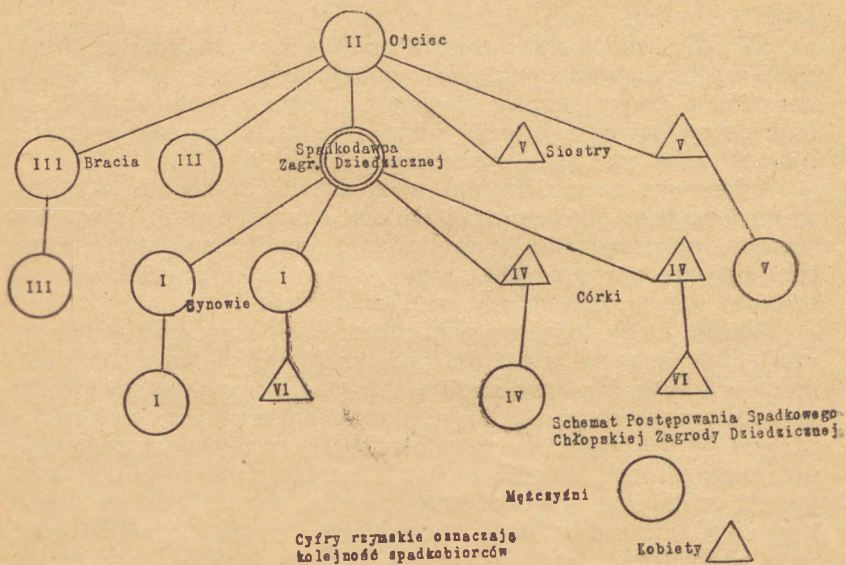 II Ojciec
III Bracia III Spadkodawca V Siostry V
Zagr. Dziedzicznej
III I Synowie I IV Córki IV V
I VI IV VI
Schemat Postępowania Spadkowego
Chłopskiej Zagrody Dziedzicznej
Mężczyźni
Cyfry rzymskie oznaczają
kolejność spadkobiorców
Kobiety